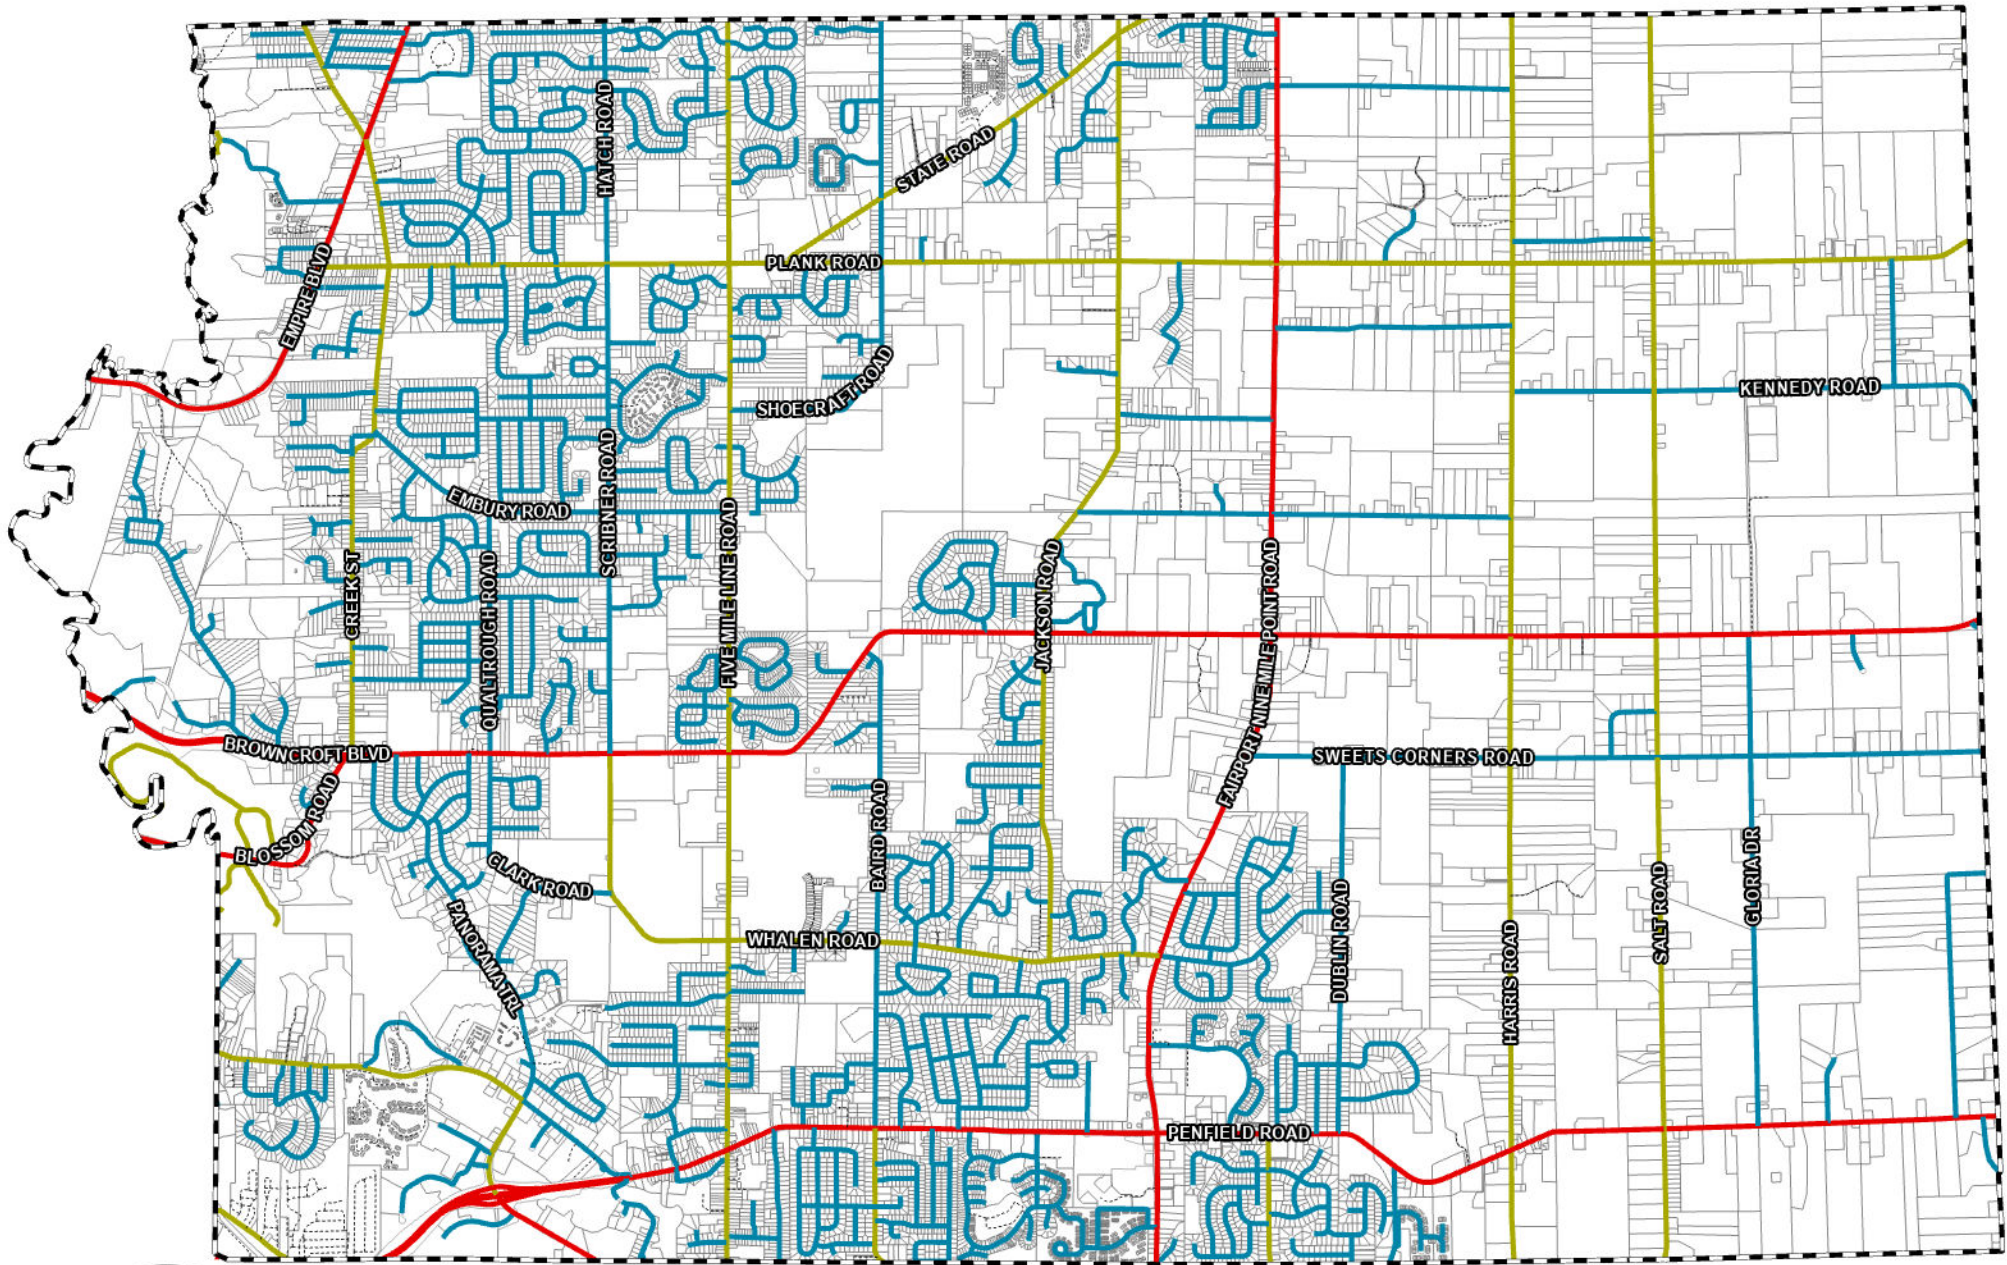 HATCH ROAD
STATE ROAD
PLANK ROAD
EMPIRE BLVD
SHOECRAFT ROAD
KENNEDY ROAD
EMBURY ROAD
SCRIBNER ROAD
FIVE MILE LINE ROAD
CREEK ST
QUALTROUGH ROAD
JACKSON ROAD
FAIRPORT NINE MILE POINT ROAD
BROWNCROFT BLVD
SWEETS CORNERS ROAD
BLOSSOM ROAD
BAIRD ROAD
CLARK ROAD
GLORIA DR
PANORAMA TRL
WHALEN ROAD
DUBLIN ROAD
HARRIS ROAD
SALT ROAD
PENFIELD ROAD